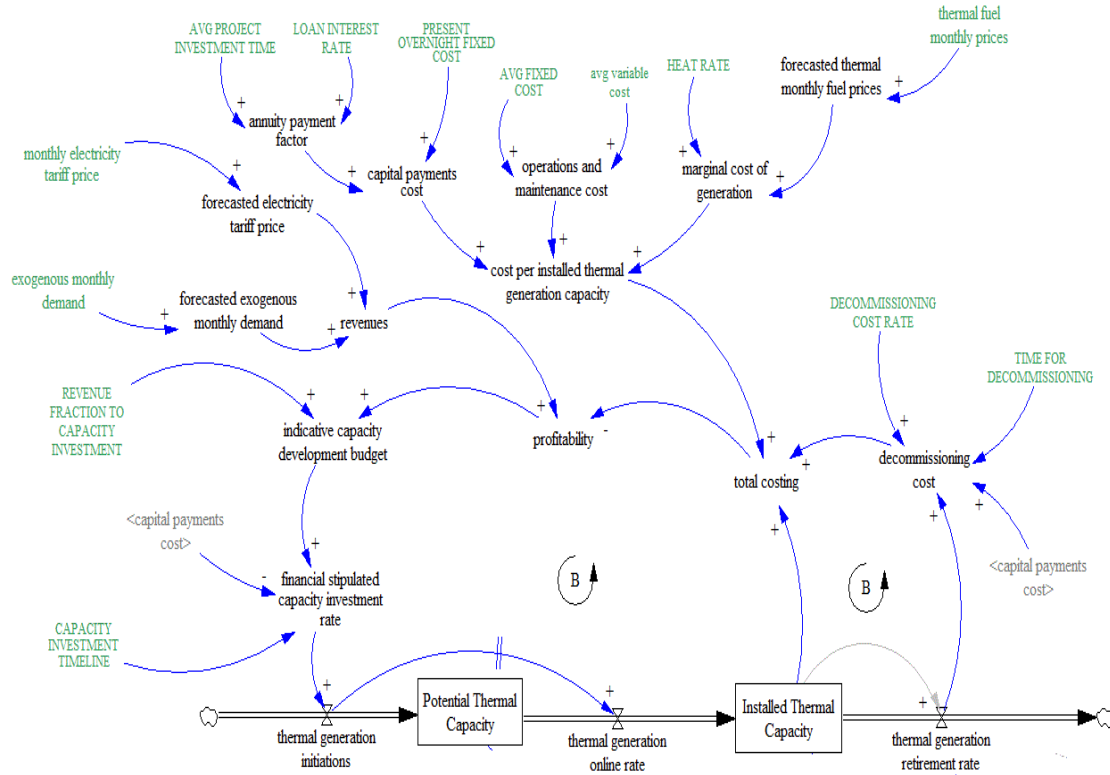 AVG PROJECT
INVESTMENT TIME
LOAN INTEREST
RATE
PRESENT
OVERNIGHT FIXED
COST
AVG FIXED
COST
avg variable
cost
HEAT RATE
forecasted thermal
monthly fuel prices
thermal fuel
monthly prices
annuity payment
factor
capital payments
cost
operations and
maintenance cost
marginal cost of
generation
monthly electricity
tariff price
forecasted electricity
tariff price
cost per installed thermal
generation capacity
exogenous monthly
demand
forecasted exogenous
monthly demand
revenues
DECOMMISSIONING
COST RATE
TIME FOR
DECOMMISSIONING
REVENUE
FRACTION TO
CAPACITY
INVESTMENT
indicative capacity
development budget
profitability
total costing
decommissioning
cost
<capital payments
cost>
<capital payments
cost>
financial stipulated
capacity investment
rate
B
B
CAPACITY
INVESTMENT
TIMELINE
Potential Thermal
Capacity
Installed Thermal
Capacity
thermal generation
initiations
thermal generation
online rate
thermal generation
retirement rate